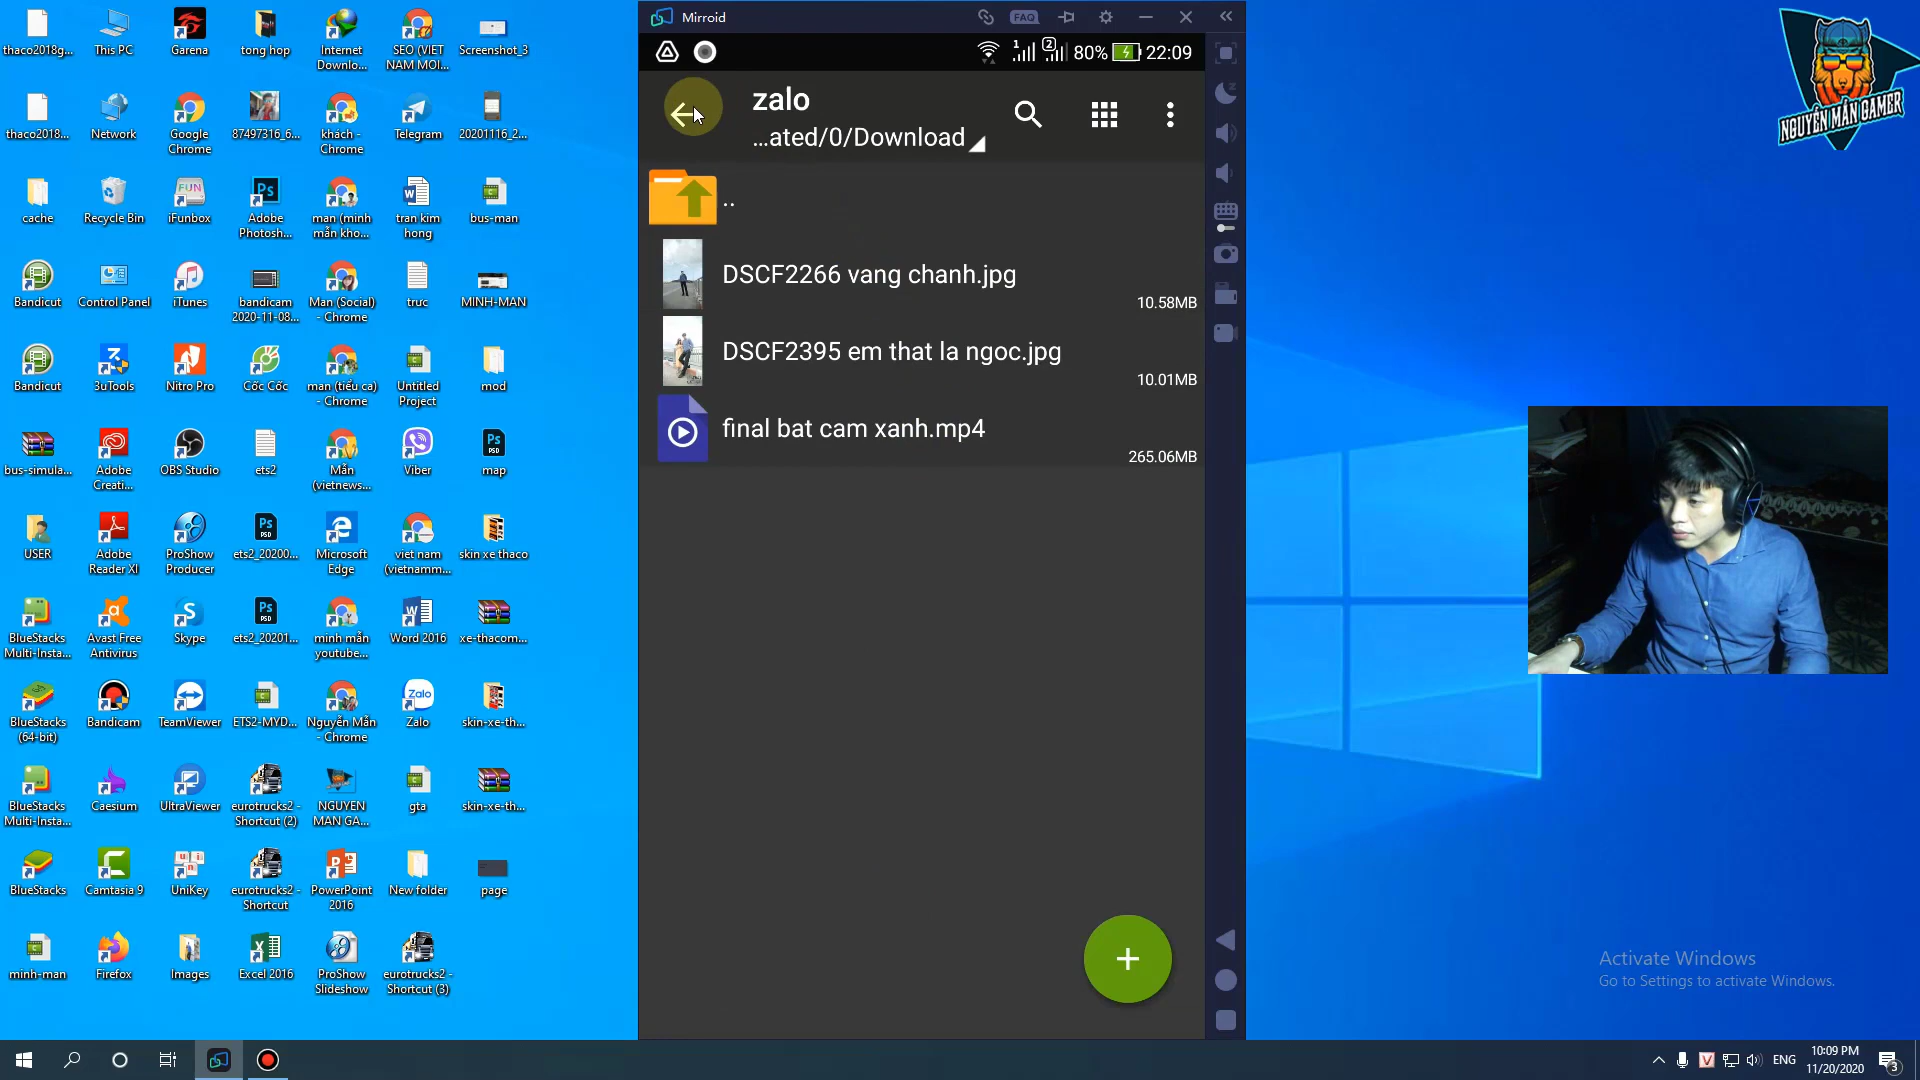 thaco2018g...
This PC
Garena
tong hop
Internet
Downlo...
SEO (VIET
NAM MOI...
Screenshot_3
thaco2018...
Network
Google
Chrome
87497316_6...
khách -
Chrome
Telegram
20201116_2...
cache
Recycle Bin
iFunbox
Adobe
Photosh...
man (minh
mẫn kho...
tran kim
hong
bus-man
Bandicut
Control Panel
iTunes
bandicam
2020-11-08...
Man (Social)
- Chrome
truc
MINH-MAN
Bandicut
3uTools
Nitro Pro
Cốc Cốc
man (tiểu ca)
- Chrome
Untitled
Project
mod
bus-simula...
Adobe
Creati...
OBS Studio
ets2
Mẫn
(vietnews...
Viber
map
USER
Adobe
Reader XI
ProShow
Producer
ets2_20200...
Microsoft
Edge
viet nam
(vietnamm...
skin xe thaco
BlueStacks
Multi-Insta...
Avast Free
Antivirus
Skype
ets2_20201...
minh mẫn
youtube...
Word 2016
xe-thacom...
BlueStacks
(64-bit)
Bandicam
TeamViewer
ETS2-MYD...
Nguyễn Mẫn
- Chrome
Zalo
skin-xe-th...
BlueStacks
Multi-Insta...
Caesium
UltraViewer
eurotrucks2 -
Shortcut (2)
NGUYEN
MAN GA...
gta
skin-xe-th...
BlueStacks
Camtasia 9
UniKey
eurotrucks2 -
Shortcut
PowerPoint
2016
New folder
page
minh-man
Firefox
Images
Excel 2016
ProShow
Slideshow
eurotrucks2 -
Shortcut (3)
Mirroid
FAQ
80% 22:09
zalo
...ated/0/Download
..
DSCF2266 vang chanh.jpg
10.58MB
DSCF2395 em that la ngoc.jpg
10.01MB
final bat cam xanh.mp4
265.06MB
+
NGUYỄN MẪN GAMER
Activate Windows
Go to Settings to activate Windows.
ENG
10:09 PM
11/20/2020
3